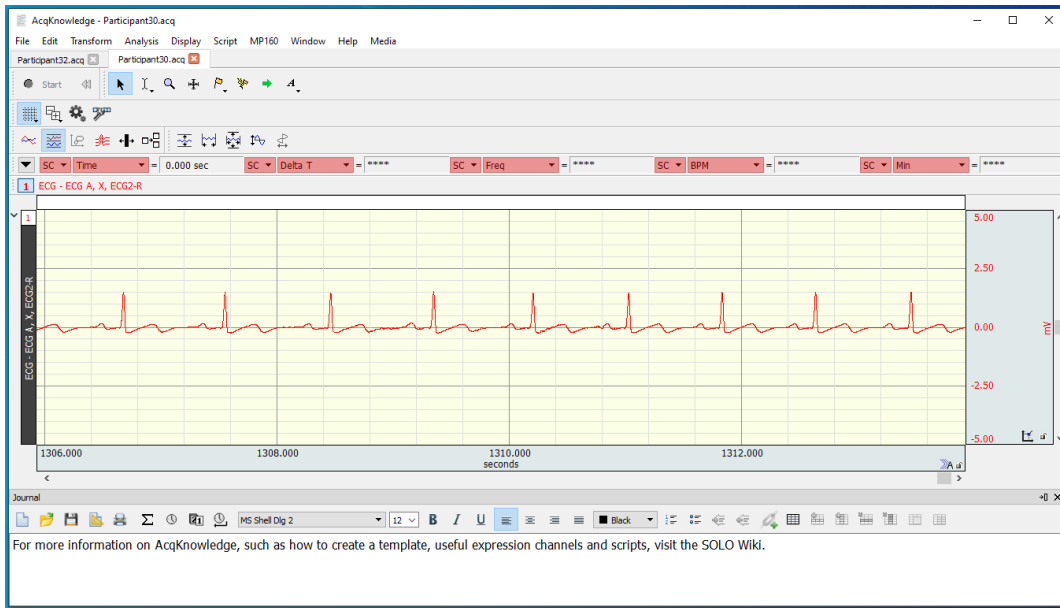 AcqKnowledge - Participant30.acq
File Edit Transform Analysis Display Script MP160 Window Help Media
Participant32.acq Participant30.acq
Start
SC Time = 0.000 sec SC Delta T = **** SC Freq = **** SC BPM = **** SC Min = ****
1 ECG - ECG A, X, ECG2-R
1
ECG - ECG A, X, ECG2-R
5.00
2.50
0.00
-2.50
-5.00
mV
1306.000 1308.000 1310.000 1312.000
seconds
Journal
MS Shell Dlg 2 12 B I U Black
For more information on AcqKnowledge, such as how to create a template, useful expression channels and scripts, visit the SOLO Wiki.